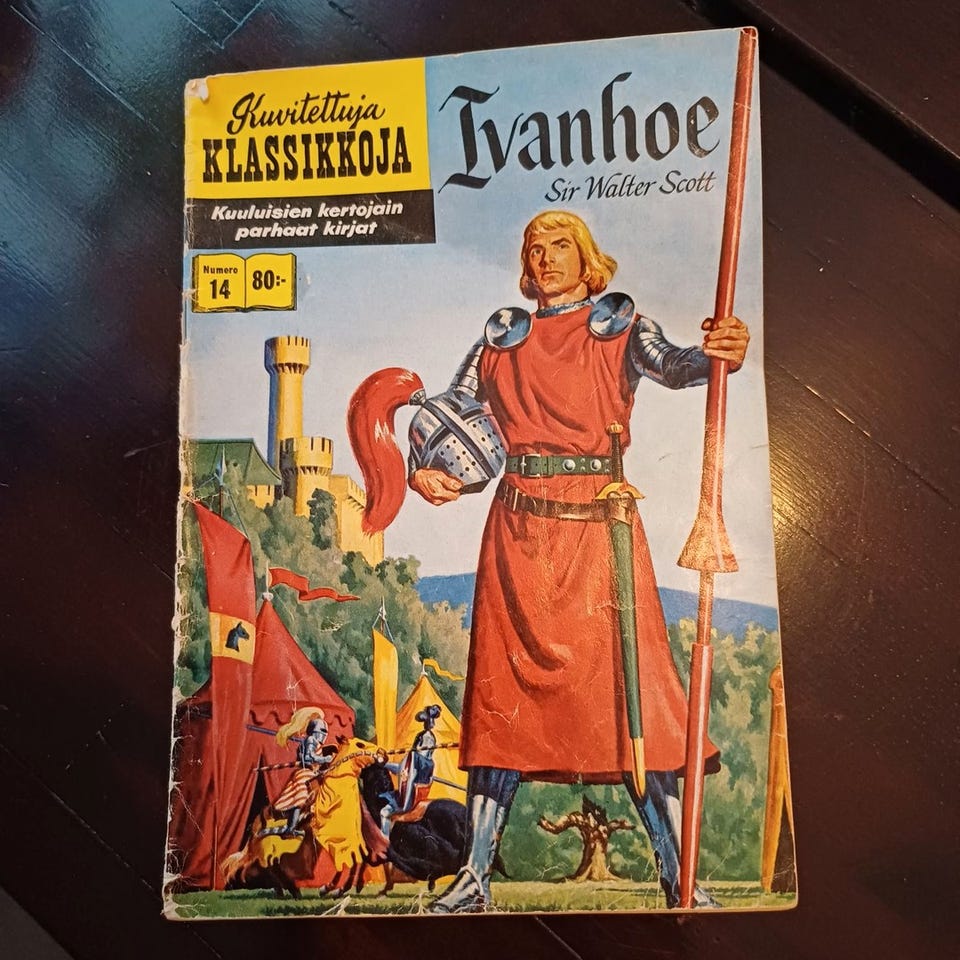 Kuvitettuja
KLASSIKKOJA
Kuuluisien kertojain
parhaat kirjat
Numero
14
80:-
Ivanhoe
Sir Walter Scott